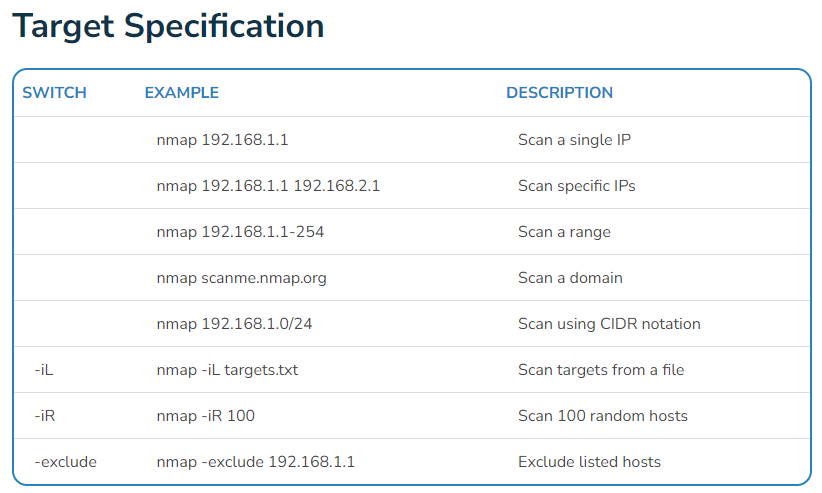 Target Specification
SWITCH EXAMPLE DESCRIPTION
nmap 192.168.1.1 Scan a single IP
nmap 192.168.1.1 192.168.2.1 Scan specific IPs
nmap 192.168.1.1-254 Scan a range
nmap scanme.nmap.org Scan a domain
nmap 192.168.1.0/24 Scan using CIDR notation
-iL nmap -iL targets.txt Scan targets from a file
-iR nmap -iR 100 Scan 100 random hosts
-exclude nmap -exclude 192.168.1.1 Exclude listed hosts